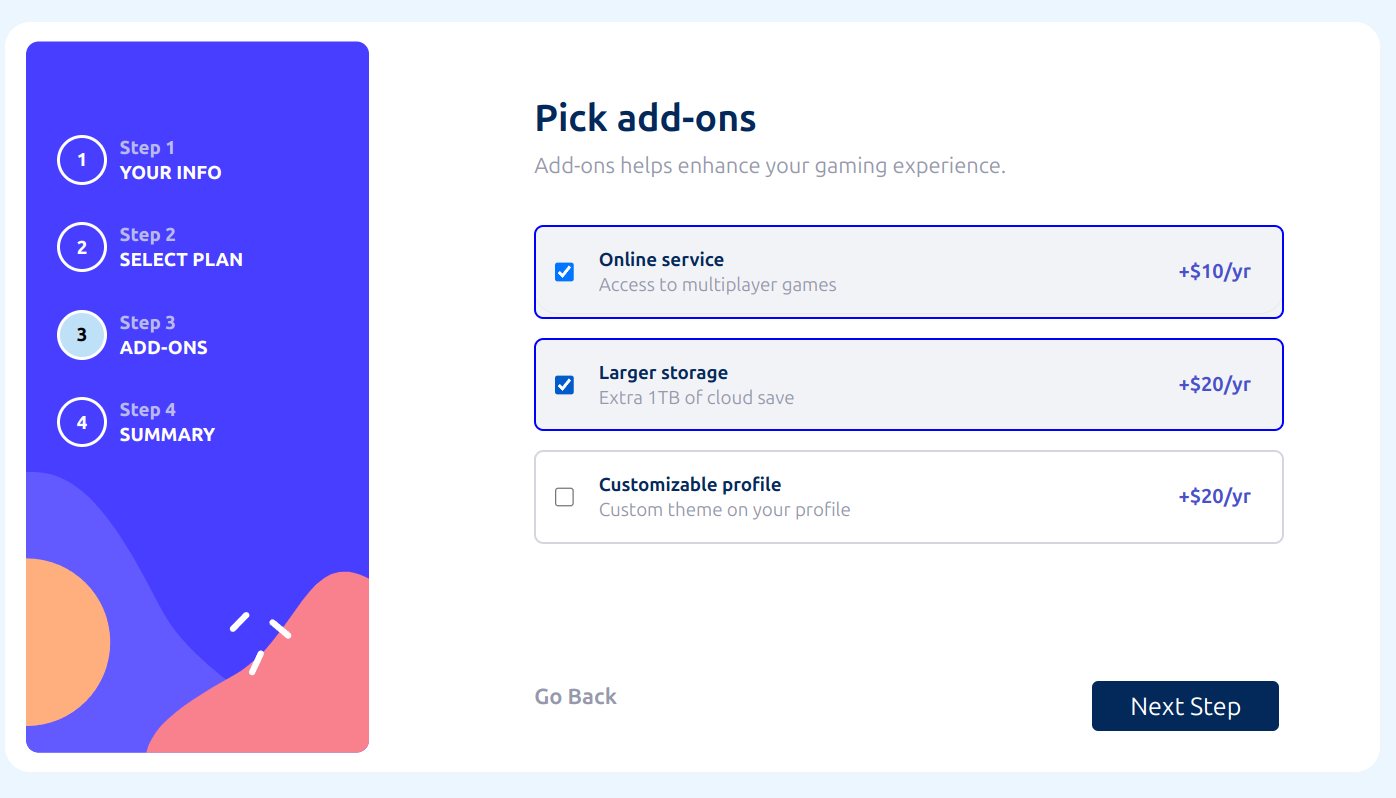 1
Step 1
YOUR INFO
2
Step 2
SELECT PLAN
3
Step 3
ADD-ONS
4
Step 4
SUMMARY
Pick add-ons
Add-ons helps enhance your gaming experience.
Online service
Access to multiplayer games
+$10/yr
Larger storage
Extra 1TB of cloud save
+$20/yr
Customizable profile
Custom theme on your profile
+$20/yr
Go Back
Next Step